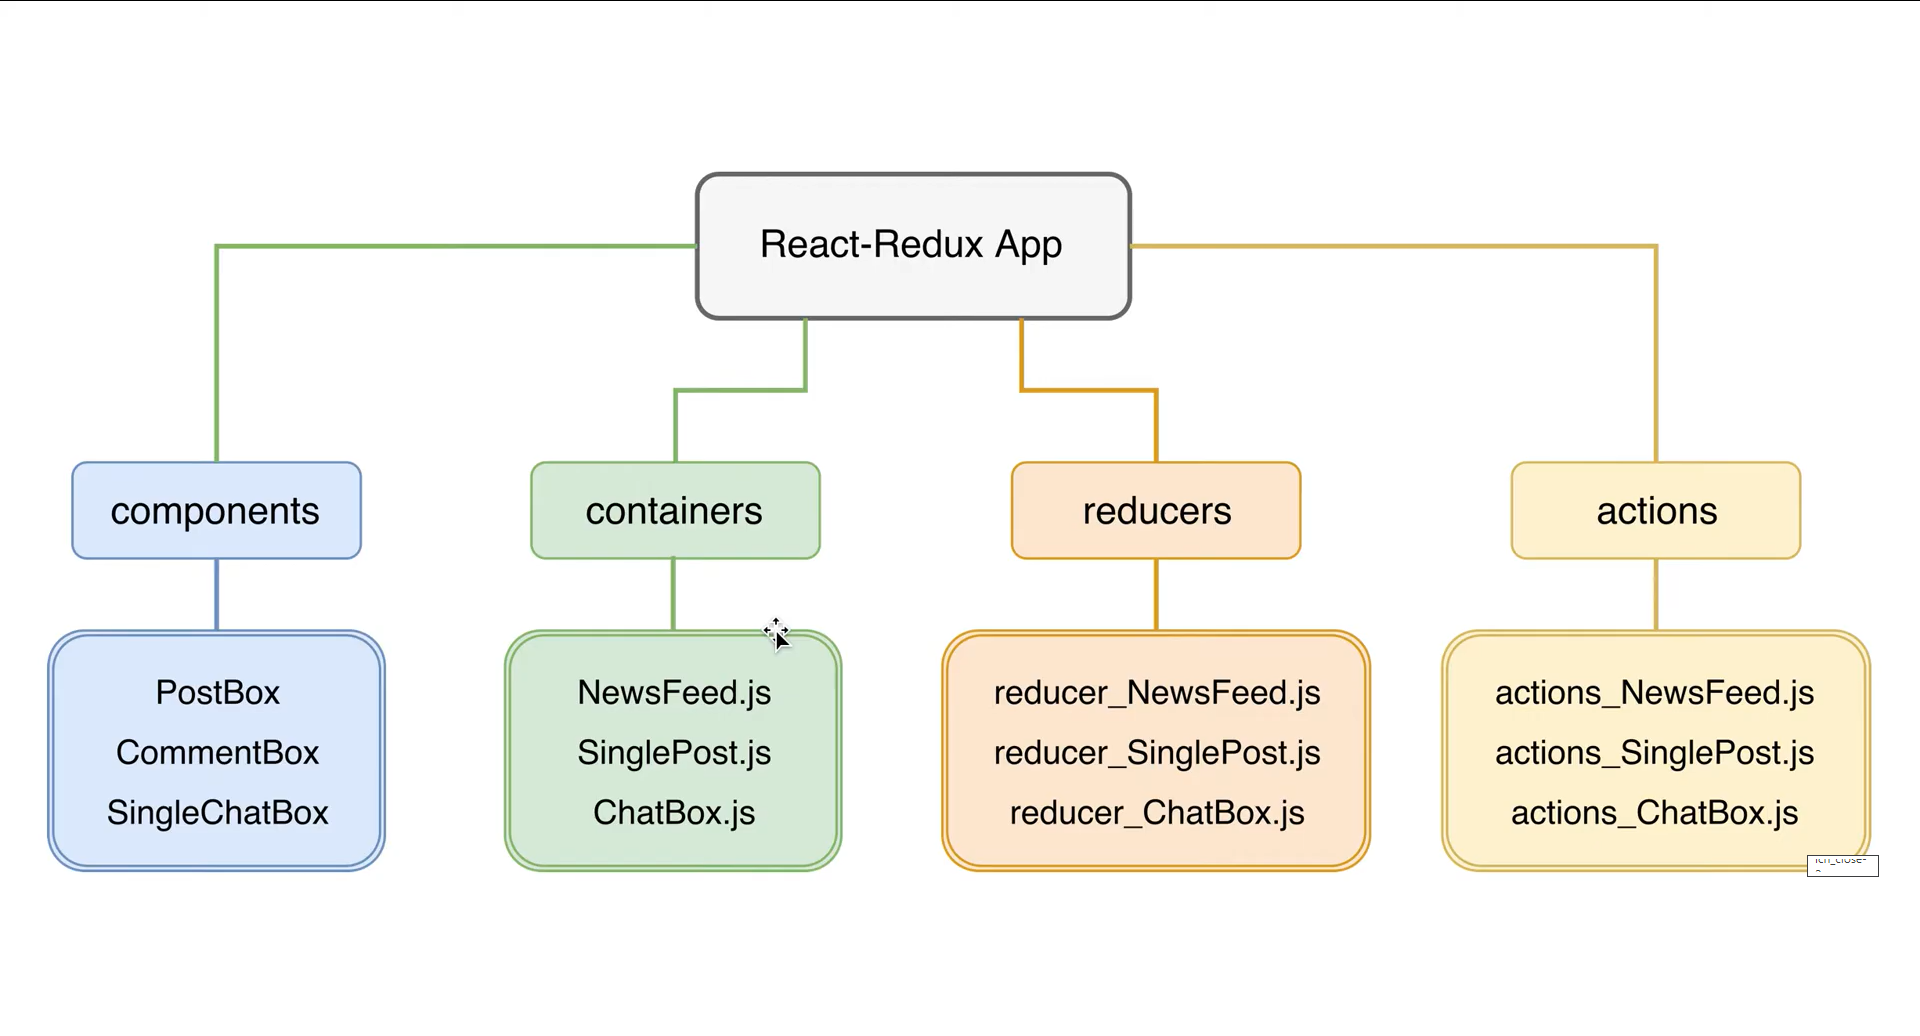 React-Redux App
components
containers
reducers
actions
PostBox
CommentBox
SingleChatBox
NewsFeed.js
SinglePost.js
ChatBox.js
reducer_NewsFeed.js
reducer_SinglePost.js
reducer_ChatBox.js
actions_NewsFeed.js
actions_SinglePost.js
actions_ChatBox.js